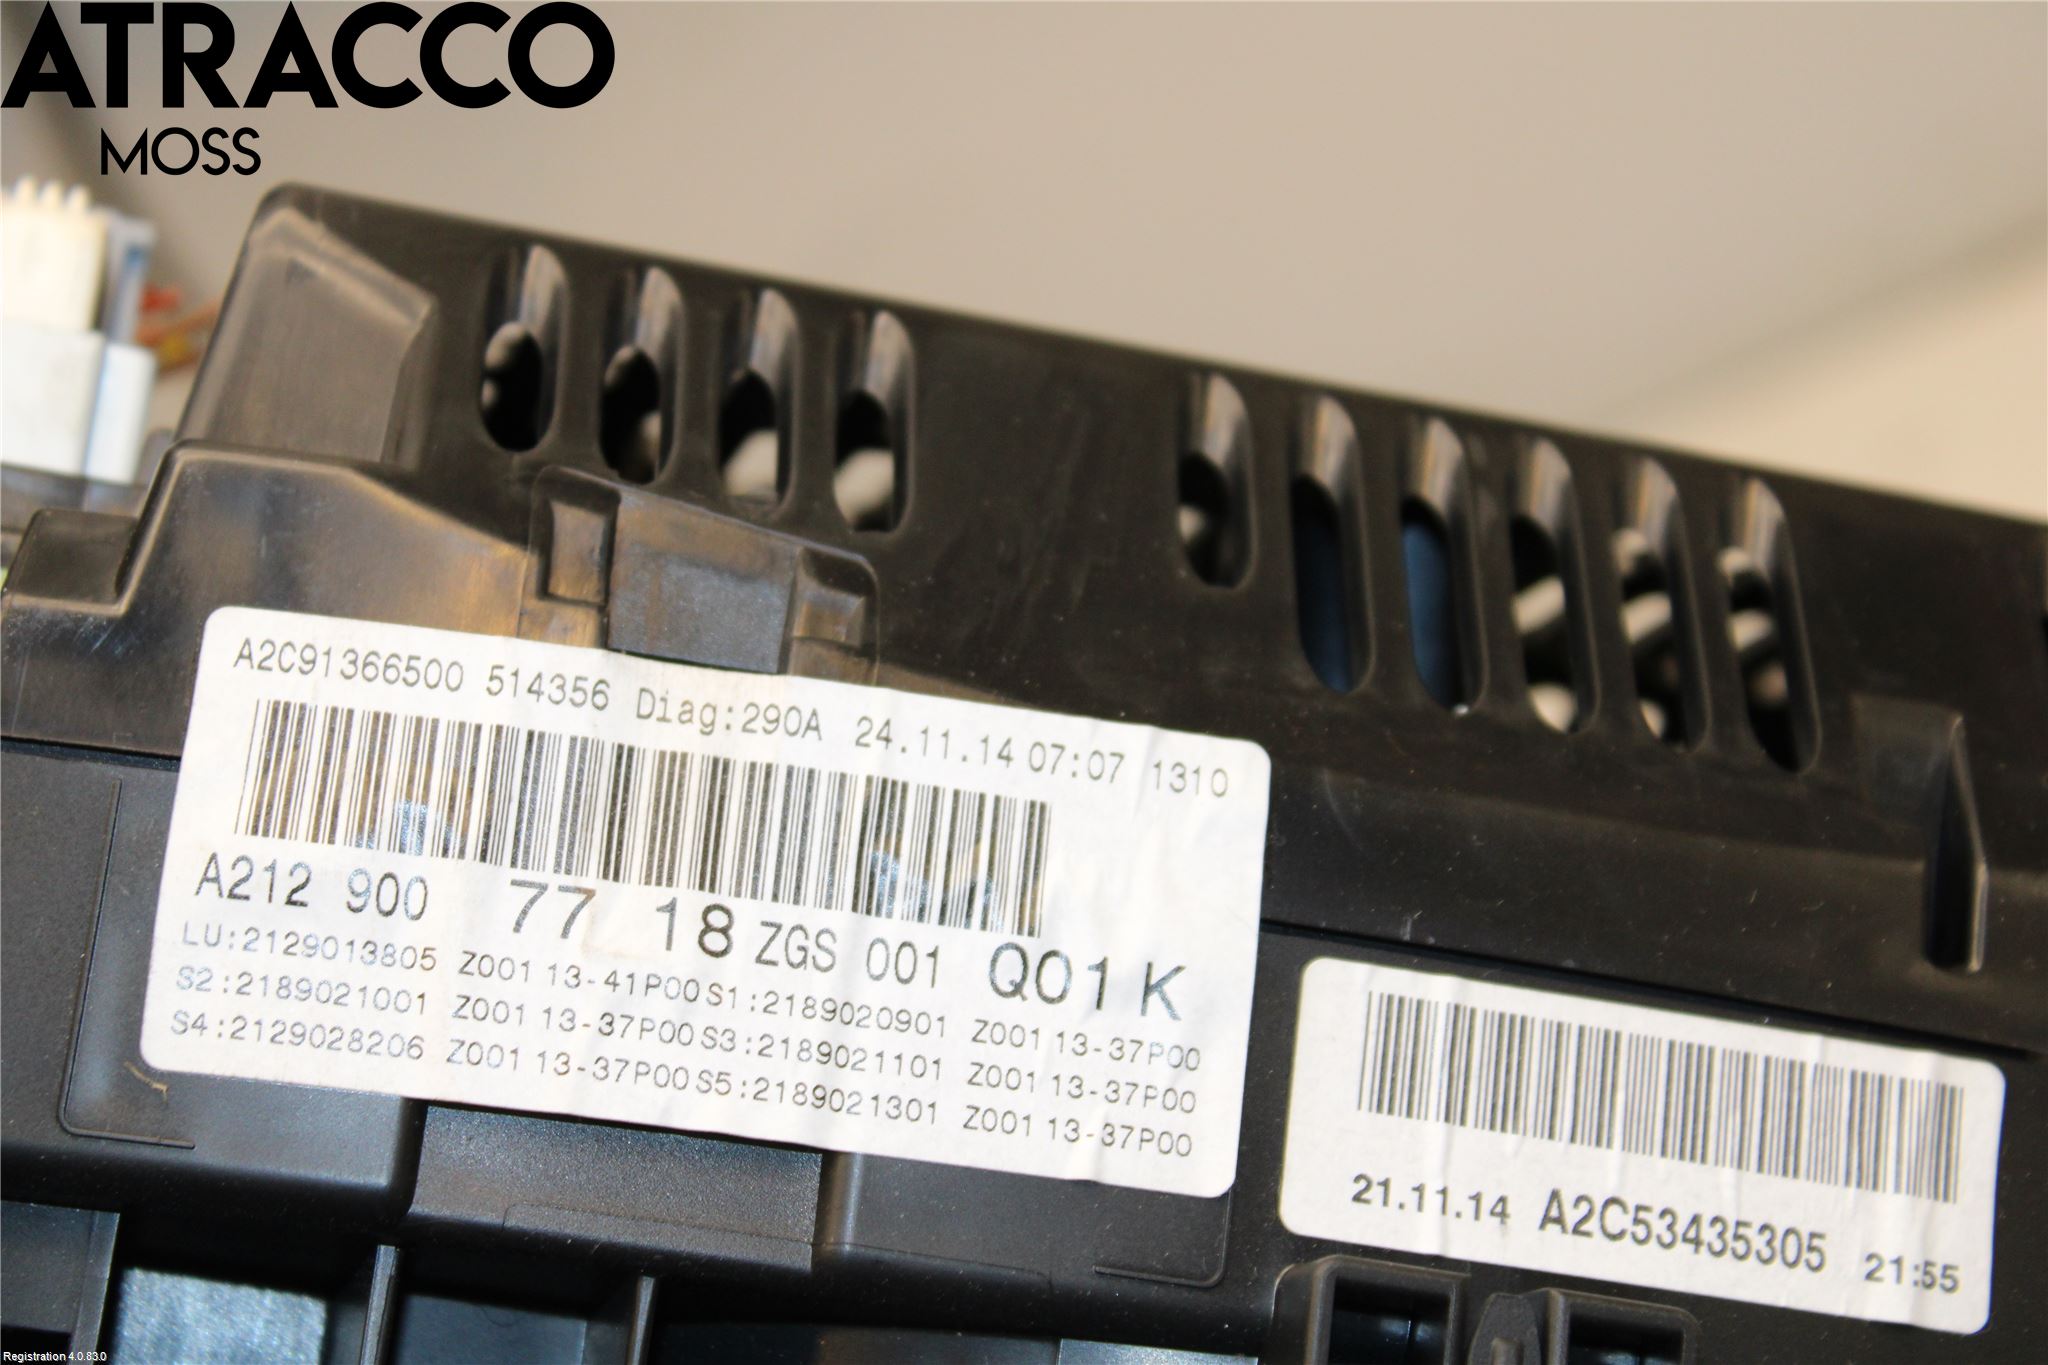 ATRACCO
MOSS
A2C91366500 514356 Diag:290A 24.11.14 07:07 1310
A212 900 77 18 ZGS 001 Q01 K
LU:2129013805 Z001 13-41P00 S1:2189020901 Z001 13-37P00
S2:2189021001 Z001 13-37P00 S3:2189021101 Z001 13-37P00
S4:2129028206 Z001 13-37P00 S5:2189021301 Z001 13-37P00
21.11.14 A2C53435305 21:55
Registration 4.0.83.0